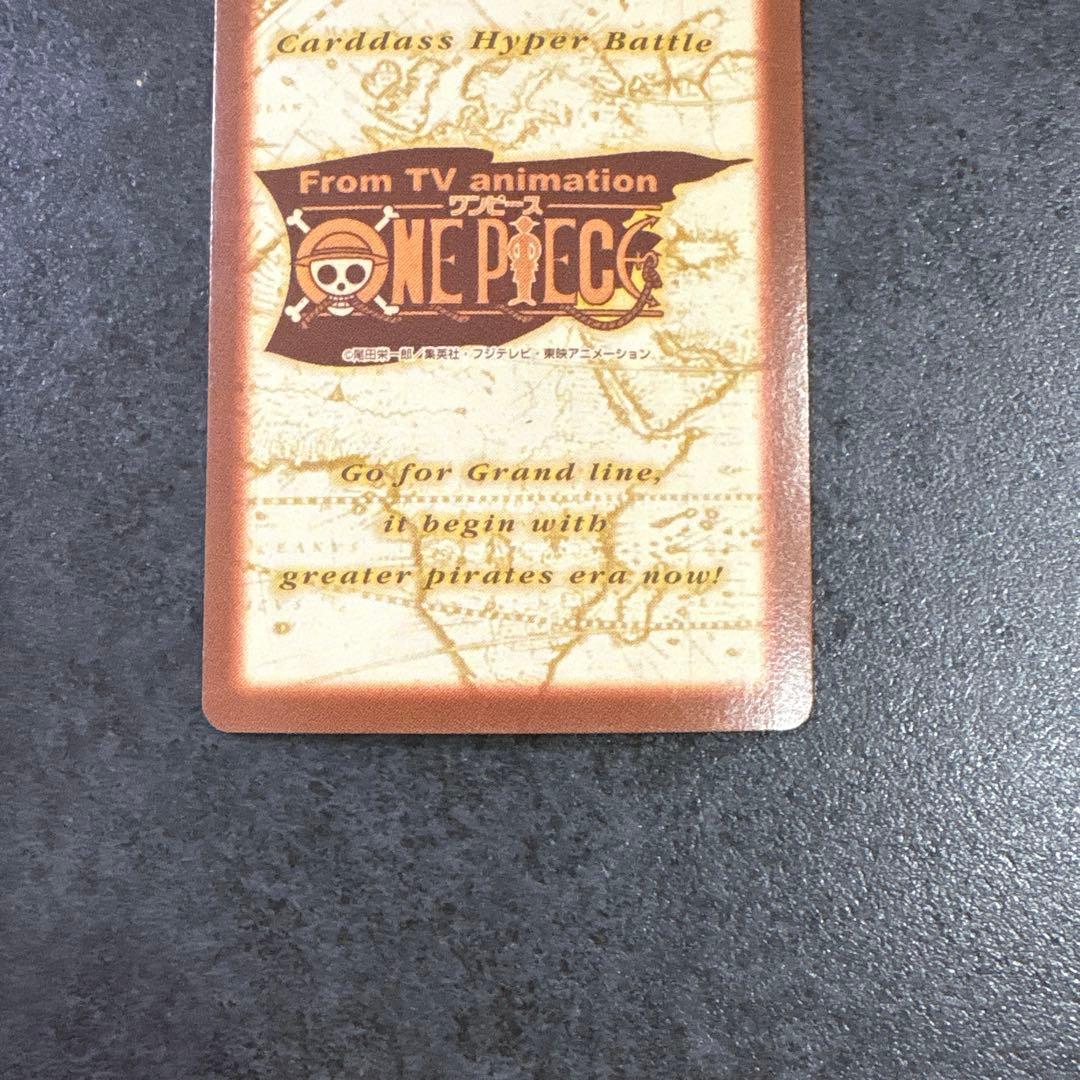 Carddass Hyper Battle
From TV animation
ワンピース
ONE PIECE
©尾田栄一郎/集英社・フジテレビ・東映アニメーション
Go for Grand line,
it begin with
EANUS
greater pirates era now!